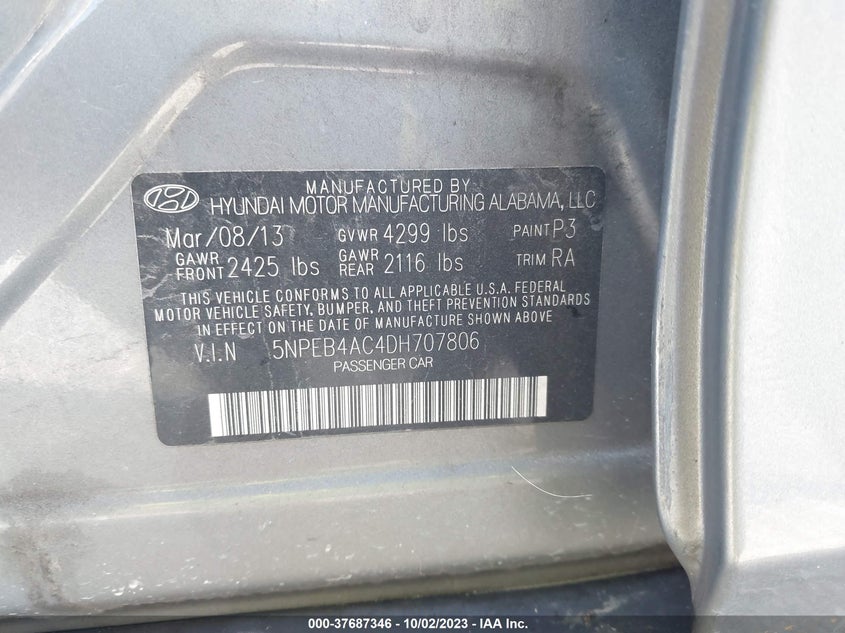 MANUFACTURED BY
HYUNDAI MOTOR MANUFACTURING ALABAMA, LLC
Mar/08/13 GVWR 4299 lbs PAINT P3
GAWR FRONT 2425 lbs GAWR REAR 2116 lbs TRIM RA
THIS VEHICLE CONFORMS TO ALL APPLICABLE U.S.A. FEDERAL
MOTOR VEHICLE SAFETY, BUMPER, AND THEFT PREVENTION STANDARDS
IN EFFECT ON THE DATE OF MANUFACTURE SHOWN ABOVE
V.I.N 5NPEB4AC4DH707806
PASSENGER CAR
000-37687346 - 10/02/2023 - IAA Inc.